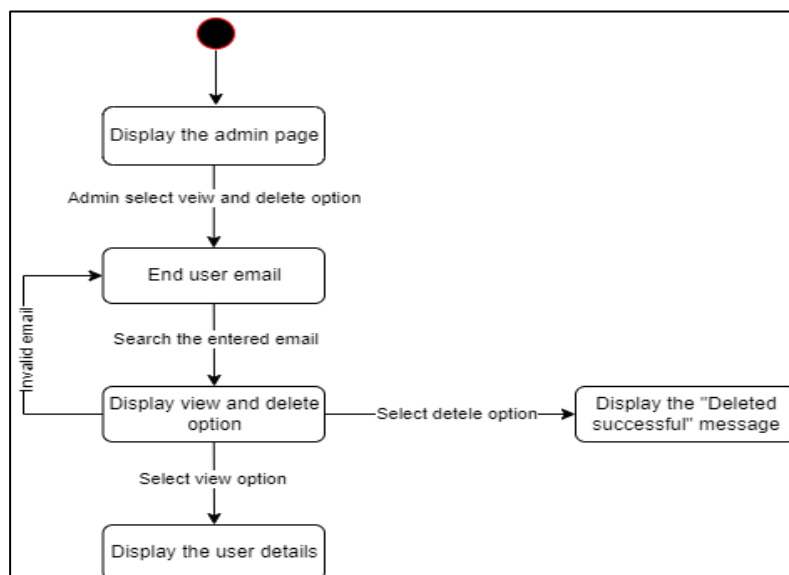 Display the admin page
Admin select veiw and delete option
End user email
Invalid email
Search the entered email
Display view and delete
option
Select detele option
Display the "Deleted
successful" message
Select view option
Display the user details